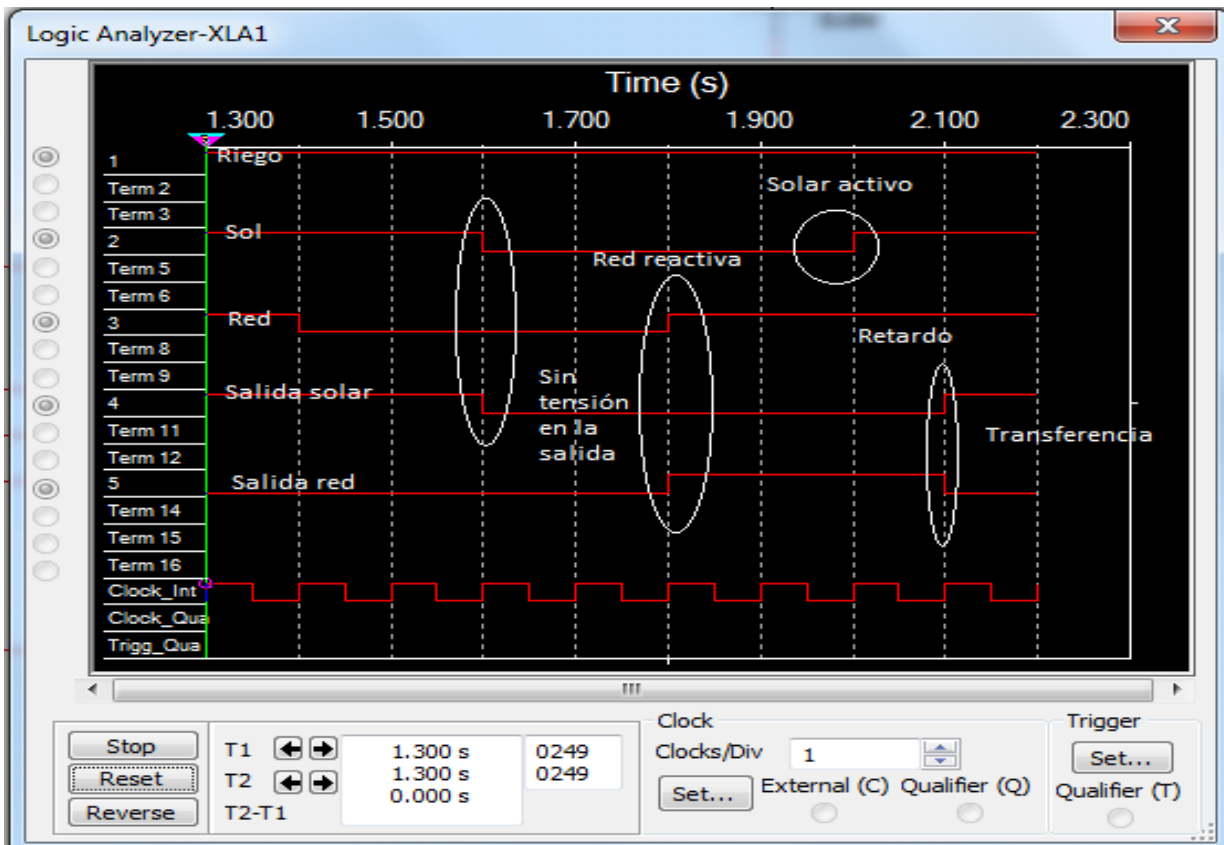 Logic Analyzer-XLA1
Time (s)
1.300 1.500 1.700 1.900 2.100 2.300
1 Riego
Term 2 Solar activo
Term 3
2 Sol
Term 5 Red reactiva
Term 6
3 Red
Term 8 Retardo
Term 9
4 Salida solar
Sin
tensión
en la
salida
Term 11 Transferencia
Term 12
5 Salida red
Term 14
Term 15
Term 16
Clock_Int
Clock_Qua
Trigg_Qua
Stop
Reset
Reverse
T1 1.300 s 0249
T2 1.300 s 0249
T2-T1 0.000 s
Clock
Clocks/Div 1
Set... External (C) Qualifier (Q)
Trigger
Set...
Qualifier (T)